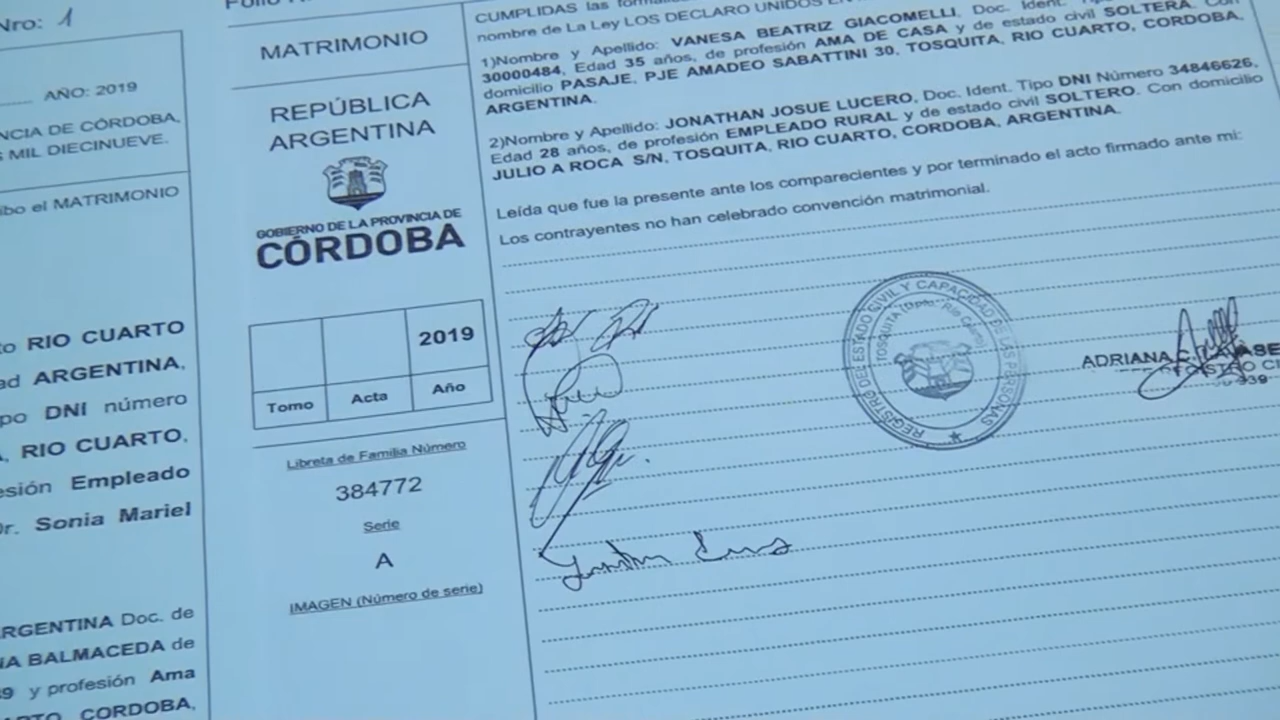 Nro: 1
AÑO: 2019
NCIA DE CÓRDOBA,
S MIL DIECINUEVE.
ibo el MATRIMONIO
to RIO CUARTO
ad ARGENTINA,
ipo DNI número
RIO CUARTO,
esión Empleado
Dr. Sonia Mariel
ARGENTINA Doc. de
NA BALMACEDA de
39 y profesión Ama
CORDOBA,
MATRIMONIO
REPÚBLICA
ARGENTINA
GOBIERNO DE LA PROVINCIA DE
CÓRDOBA
2019
Tomo Acta Año
Libreta de Familia Número
384772
Serie
A
IMAGEN (Número de serie)
CUMPLIDAS las
nombre de La Ley LOS DECLARO UNIDOS
1)Nombre y Apellido: VANESA BEATRIZ GIACOMELLI, Doc. Ident.
30000484, Edad 35 años, de profesión AMA DE CASA y de estado civil SOLTERA. Con
domicilio PASAJE, PJE AMADEO SABATTINI 30, TOSQUITA, RIO CUARTO, CORDOBA,
ARGENTINA.
2)Nombre y Apellido: JONATHAN JOSUE LUCERO, Doc. Ident. Tipo DNI Número 34846626,
Edad 28 años, de profesión EMPLEADO RURAL y de estado civil SOLTERO. Con domicilio
JULIO A ROCA S/N, TOSQUITA, RIO CUARTO, CORDOBA, ARGENTINA.
Leída que fue la presente ante los comparecientes y por terminado el acto firmado ante mi:
Los contrayentes no han celebrado convención matrimonial.
REGISTRO DEL ESTADO CIVIL Y CAPACIDAD DE LAS PERSONAS
TOSQUITA (Dpto. Río Cuarto)
ADRIANA C.